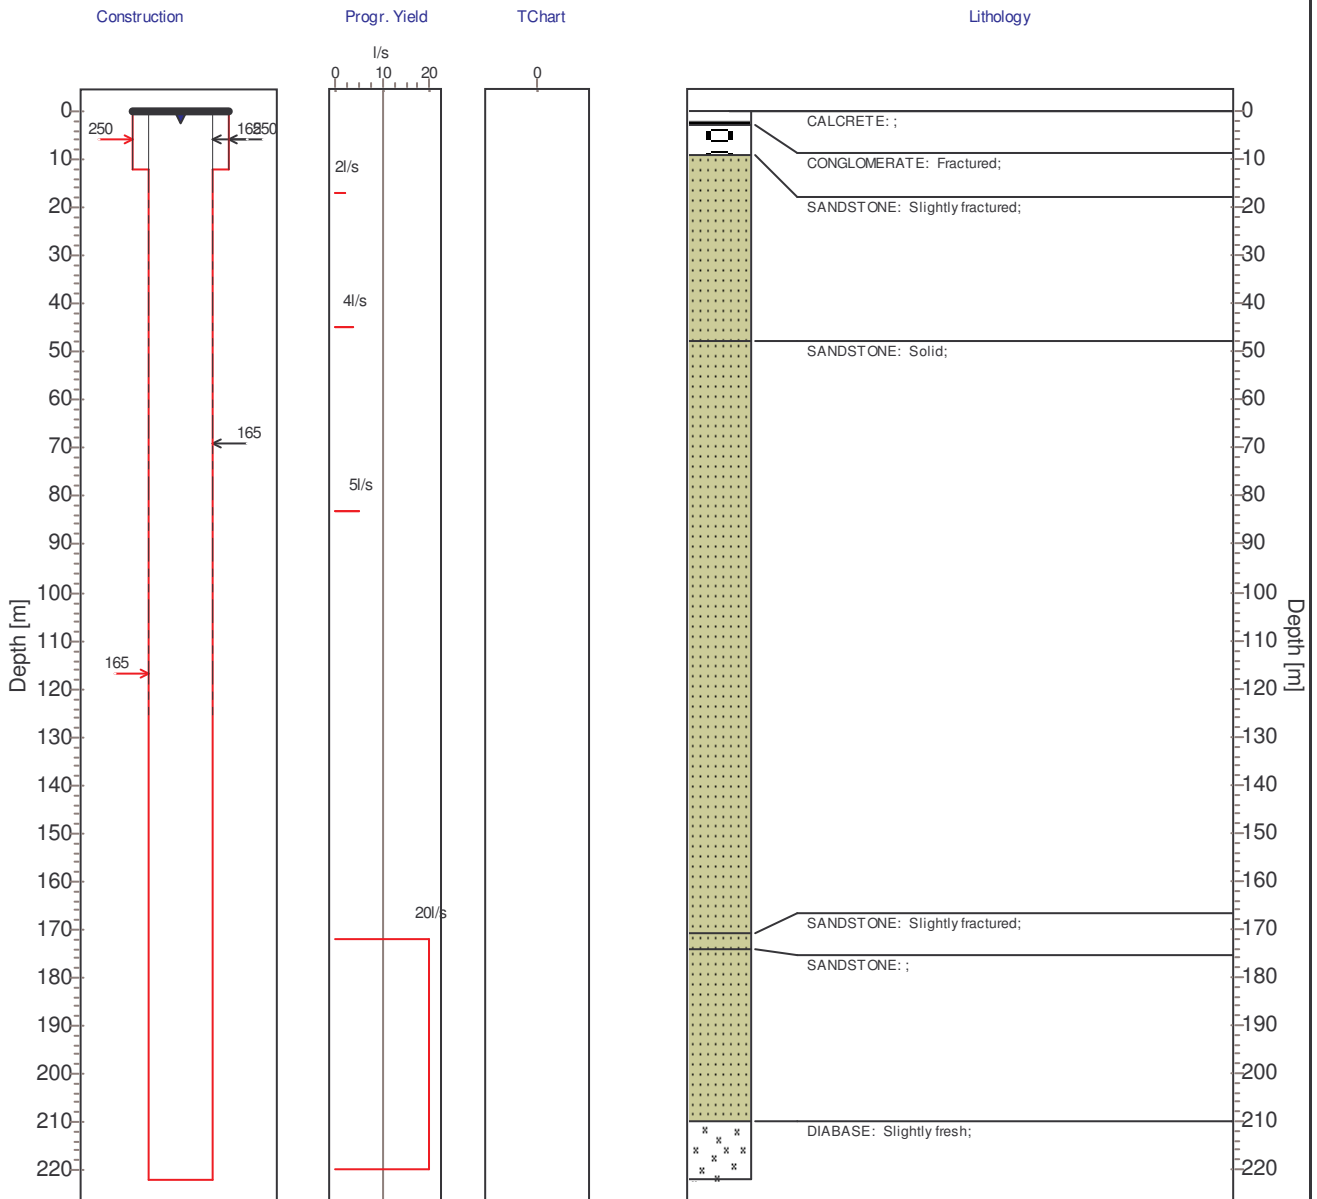 Construction
Progr. Yield
TChart
Lithology
l/s
0 10 20
0
0
10
20
30
40
50
60
70
80
90
100
110
120
130
140
150
160
170
180
190
200
210
220
Depth [m]
250
165
250
165
165
2l/s
4l/s
5l/s
20l/s
CALCRETE: ;
CONGLOMERATE: Fractured;
SANDSTONE: Slightly fractured;
SANDSTONE: Solid;
SANDSTONE: Slightly fractured;
SANDSTONE: ;
DIABASE: Slightly fresh;
0
10
20
30
40
50
60
70
80
90
100
110
120
130
140
150
160
170
180
190
200
210
220
Depth [m]